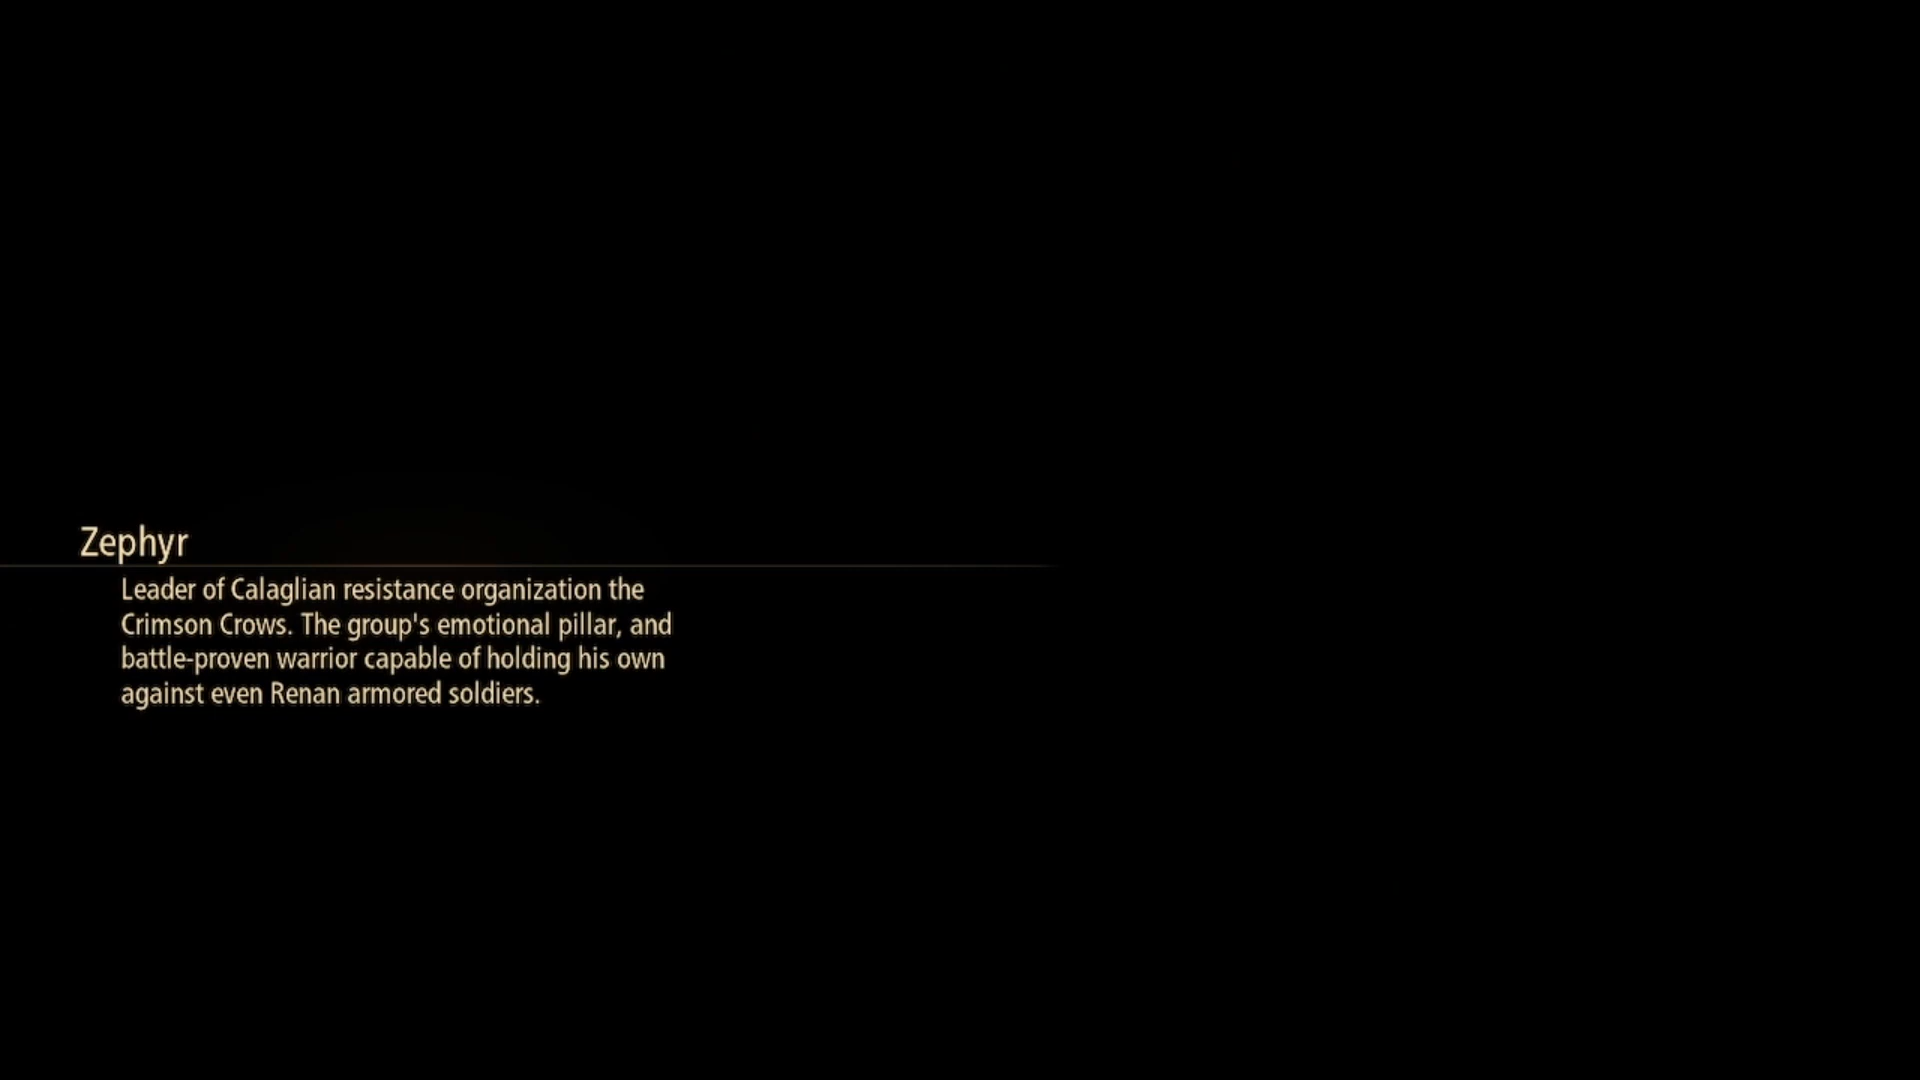 Zephyr
Leader of Calaglian resistance organization the
Crimson Crows. The group's emotional pillar, and
battle-proven warrior capable of holding his own
against even Renan armored soldiers.